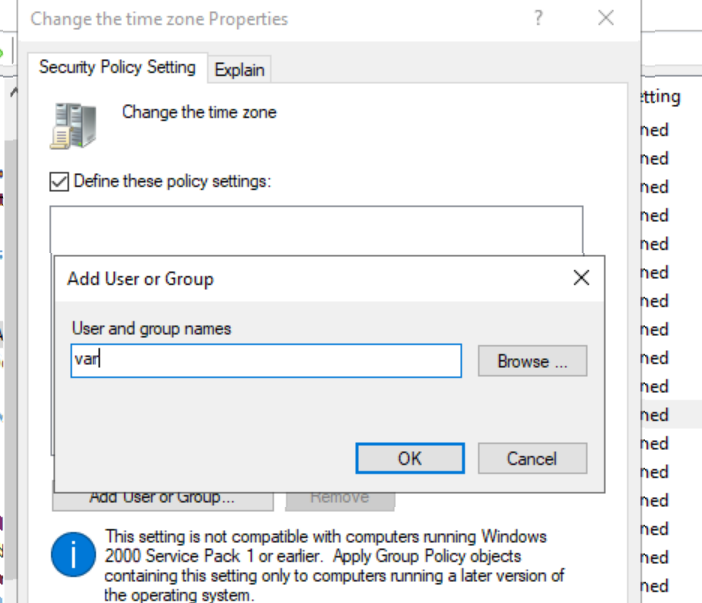 Change the time zone Properties
?
Security Policy Setting
Explain
tting
Change the time zone
ned
ned
Define these policy settings:
ned
ned
ned
Add User or Group
ned
ned
User and group names
ned
var
Browse ...
ned
ned
ned
ned
OK
Cancel
ned
Add User or Group...
Remove
ned
This setting is not compatible with computers running Windows
ned
2000 Service Pack 1 or earlier. Apply Group Policy objects
ned
containing this setting only to computers running a later version of
ned
the operating system.